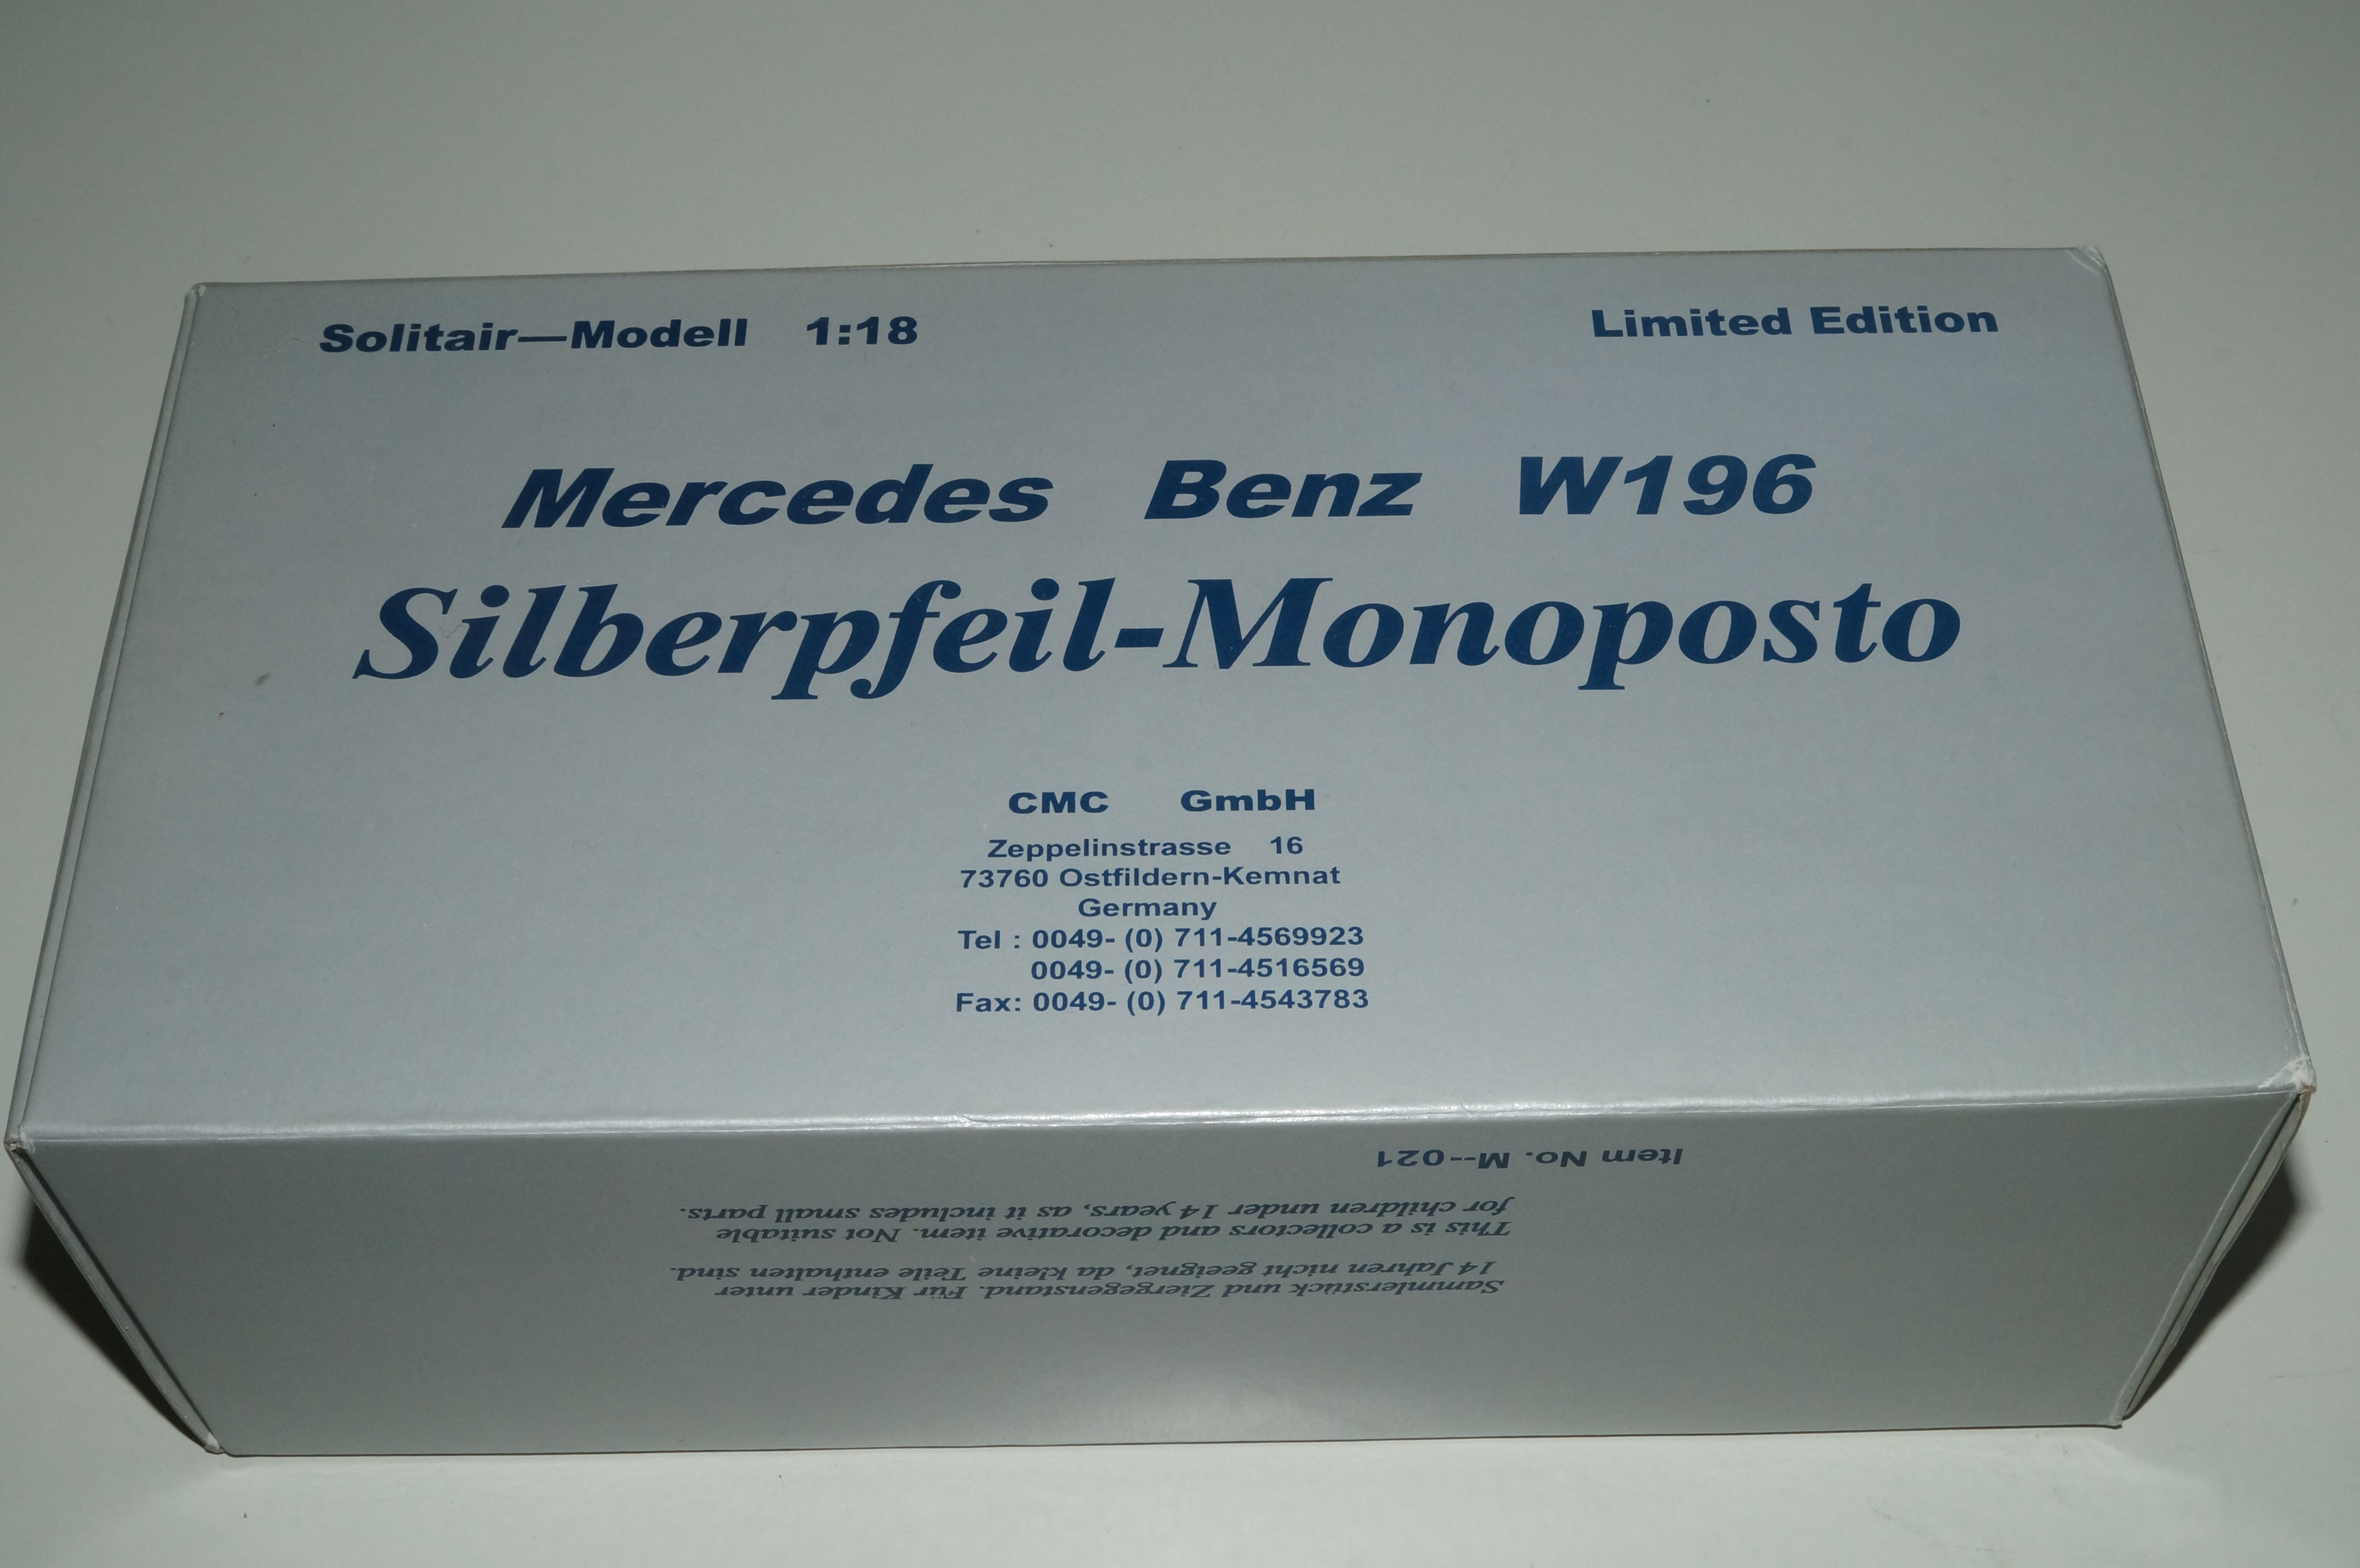 Solitair—Modell 1:18
Limited Edition
Mercedes Benz W196
Silberpfeil-Monoposto
CMC GmbH
Zeppelinstrasse 16
73760 Ostfildern-Kemnat
Germany
Tel : 0049- (0) 711-4569923
0049- (0) 711-4516569
Fax: 0049- (0) 711-4543783
Sammlerstück und Ziergegenstand. Für Kinder unter
14 Jahren nicht geeignet, da kleine Teile enthalten sind.
This is a collectors and decorative item. Not suitable
for children under 14 years, as it includes small parts.
Item No. M--021